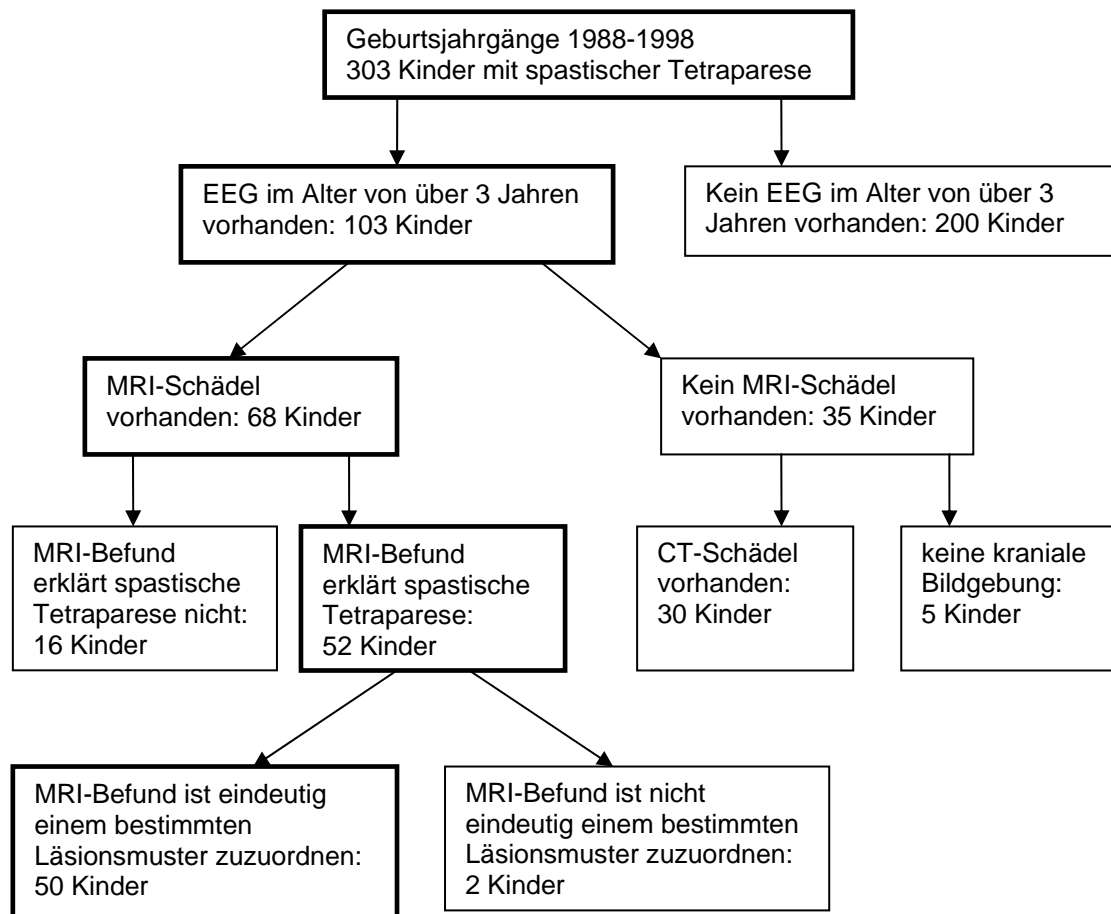 Geburtsjahrgänge 1988-1998
303 Kinder mit spastischer Tetraparese
EEG im Alter von über 3 Jahren
vorhanden: 103 Kinder
Kein EEG im Alter von über 3
Jahren vorhanden: 200 Kinder
MRI-Schädel
vorhanden: 68 Kinder
Kein MRI-Schädel
vorhanden: 35 Kinder
MRI-Befund
erklärt spastische
Tetraparese nicht:
16 Kinder
MRI-Befund
erklärt spastische
Tetraparese:
52 Kinder
CT-Schädel
vorhanden:
30 Kinder
keine kraniale
Bildgebung:
5 Kinder
MRI-Befund ist eindeutig
einem bestimmten
Läsionsmuster zuzuordnen:
50 Kinder
MRI-Befund ist nicht
eindeutig einem bestimmten
Läsionsmuster zuzuordnen:
2 Kinder